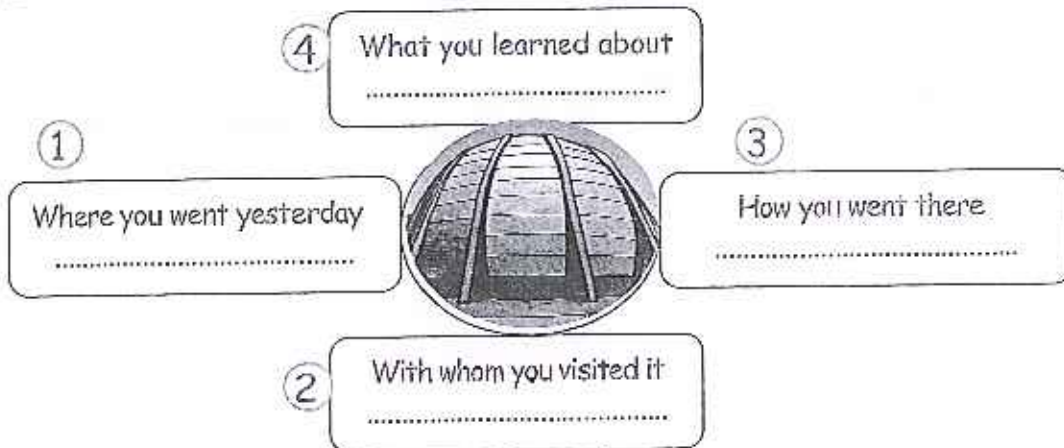 ④ What you learned about
..........................................
①
Where you went yesterday
..........................................
③
How you went there
..........................................
② With whom you visited it
..........................................